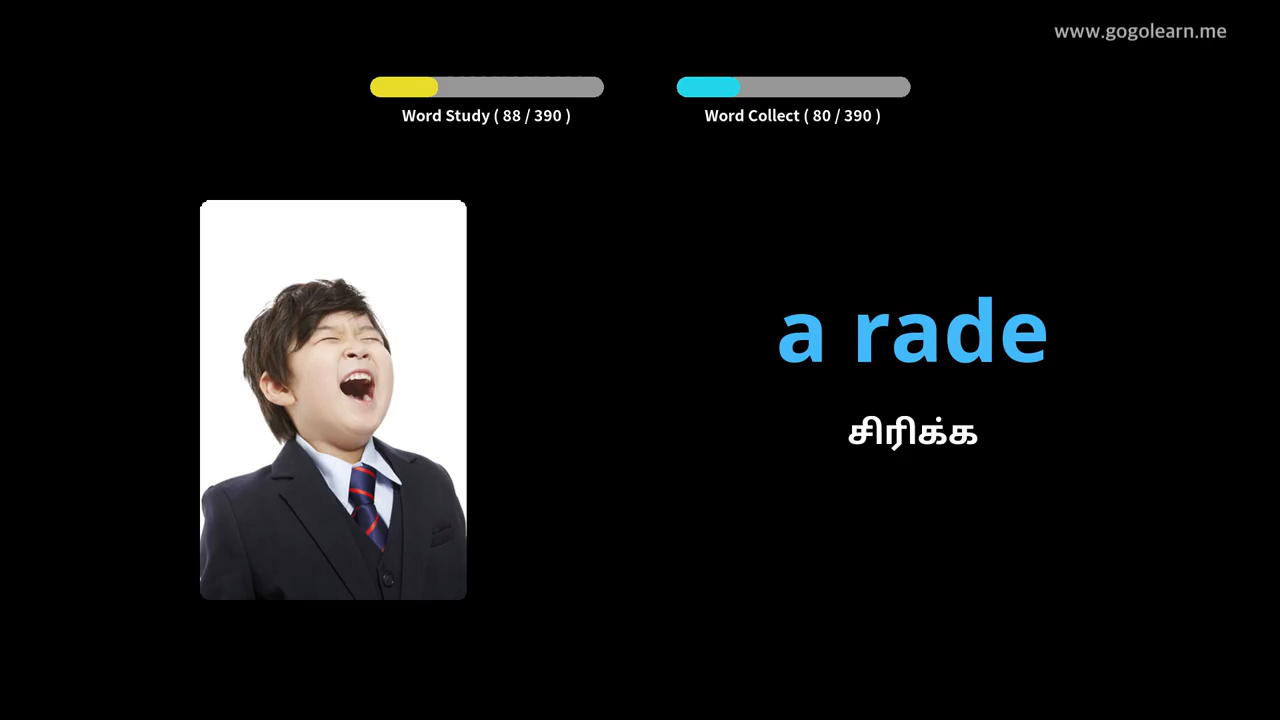 www.gogolearn.me
Word Study ( 88 / 390 )
Word Collect ( 80 / 390 )
a rade
சிரிக்க